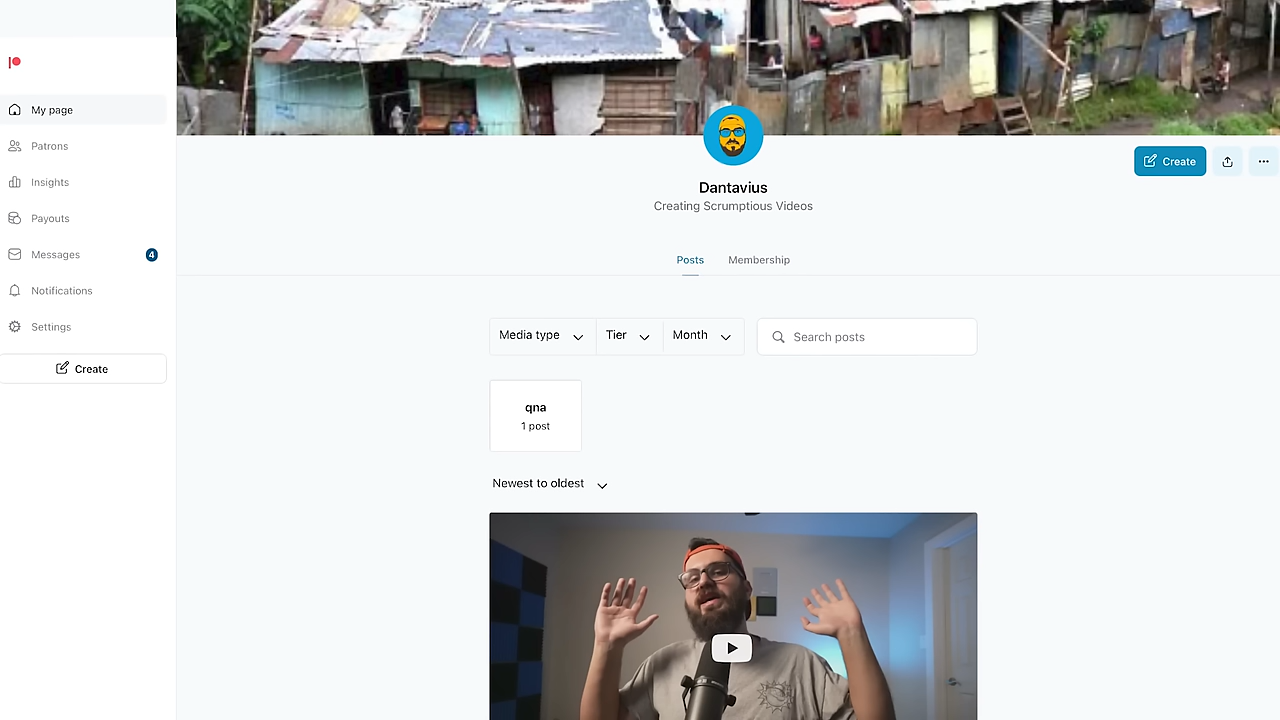 My page
Patrons
Insights
Payouts
Messages 4
Notifications
Settings
Create
Create
Dantavius
Creating Scrumptious Videos
Posts Membership
Media type Tier Month Search posts
qna
1 post
Newest to oldest